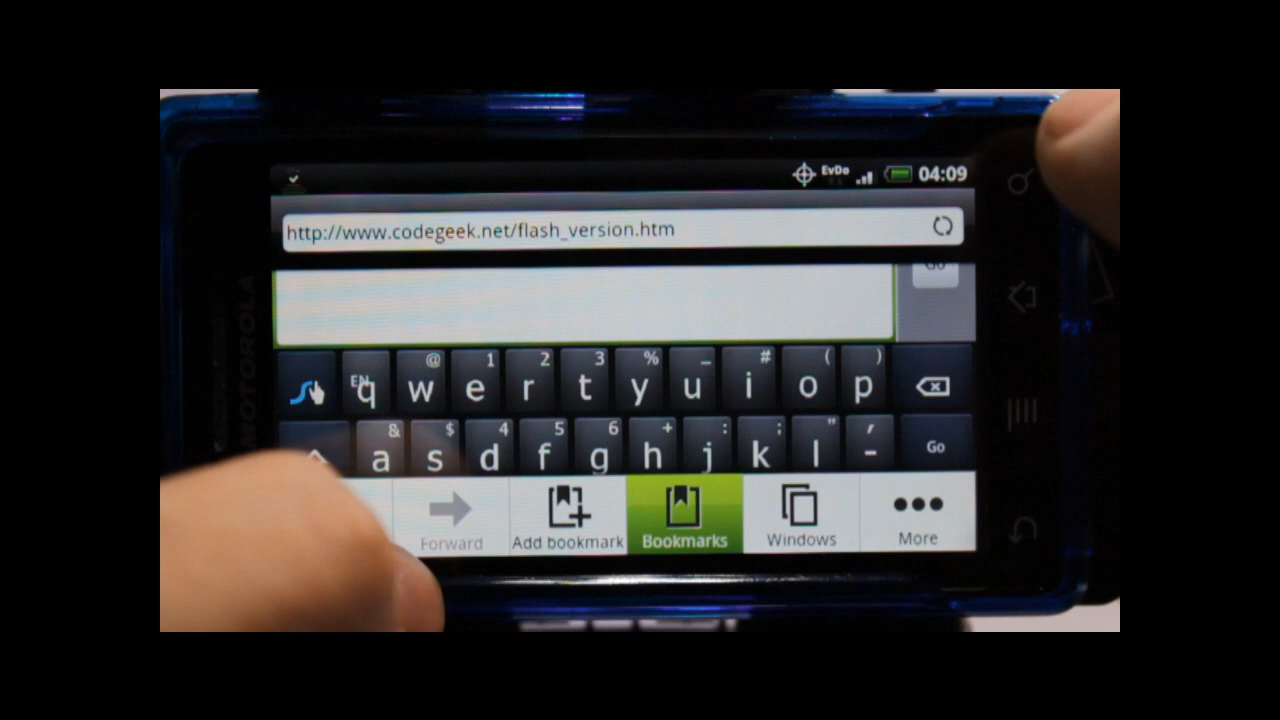 EvDo 04:09
http://www.codegeek.net/flash_version.htm
Go
MOTOROLA
@ 1 2 3 % _ # ( )
EN q w e r t y u i o p
& $ 4 5 6 + : ; " '
a s d f g h j k l - Go
Forward Add bookmark Bookmarks Windows More